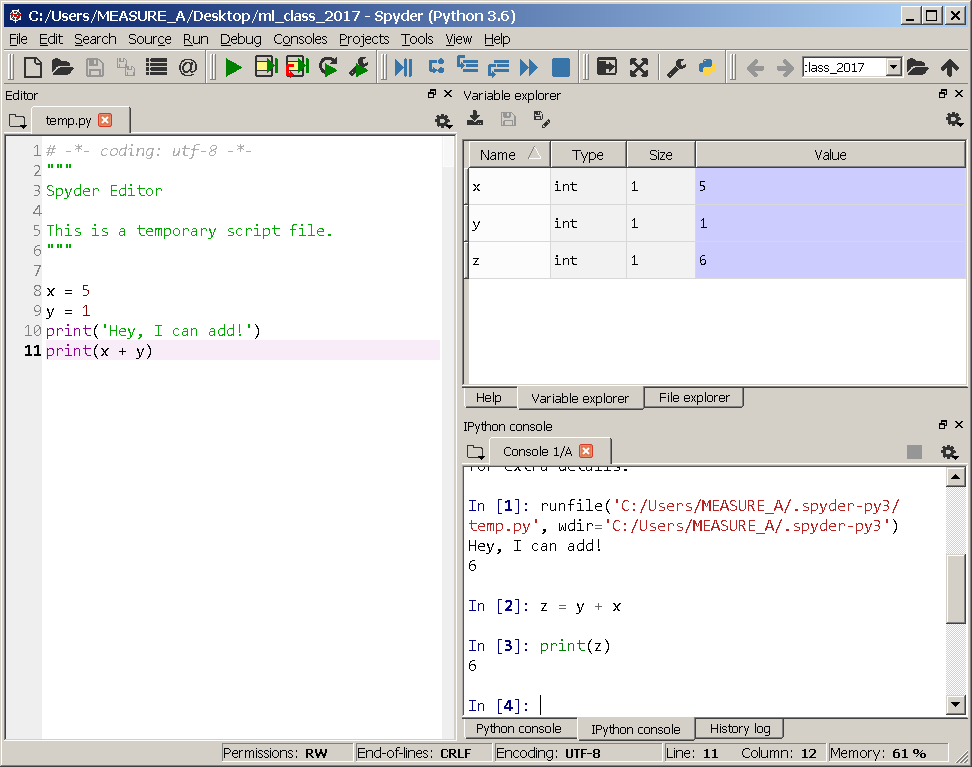 C:/Users/MEASURE_A/Desktop/ml_class_2017 - Spyder (Python 3.6)
File Edit Search Source Run Debug Consoles Projects Tools View Help
:lass_2017
Editor
temp.py
1 # -*- coding: utf-8 -*-
2 """
3 Spyder Editor
4
5 This is a temporary script file.
6 """
7
8 x = 5
9 y = 1
10 print('Hey, I can add!')
11 print(x + y)
Variable explorer
Name Type Size Value
x int 1 5
y int 1 1
z int 1 6
Help Variable explorer File explorer
IPython console
Console 1/A
for extra details.
In [1]: runfile('C:/Users/MEASURE_A/.spyder-py3/
temp.py', wdir='C:/Users/MEASURE_A/.spyder-py3')
Hey, I can add!
6
In [2]: z = y + x
In [3]: print(z)
6
In [4]:
Python console IPython console History log
Permissions: RW End-of-lines: CRLF Encoding: UTF-8 Line: 11 Column: 12 Memory: 61 %